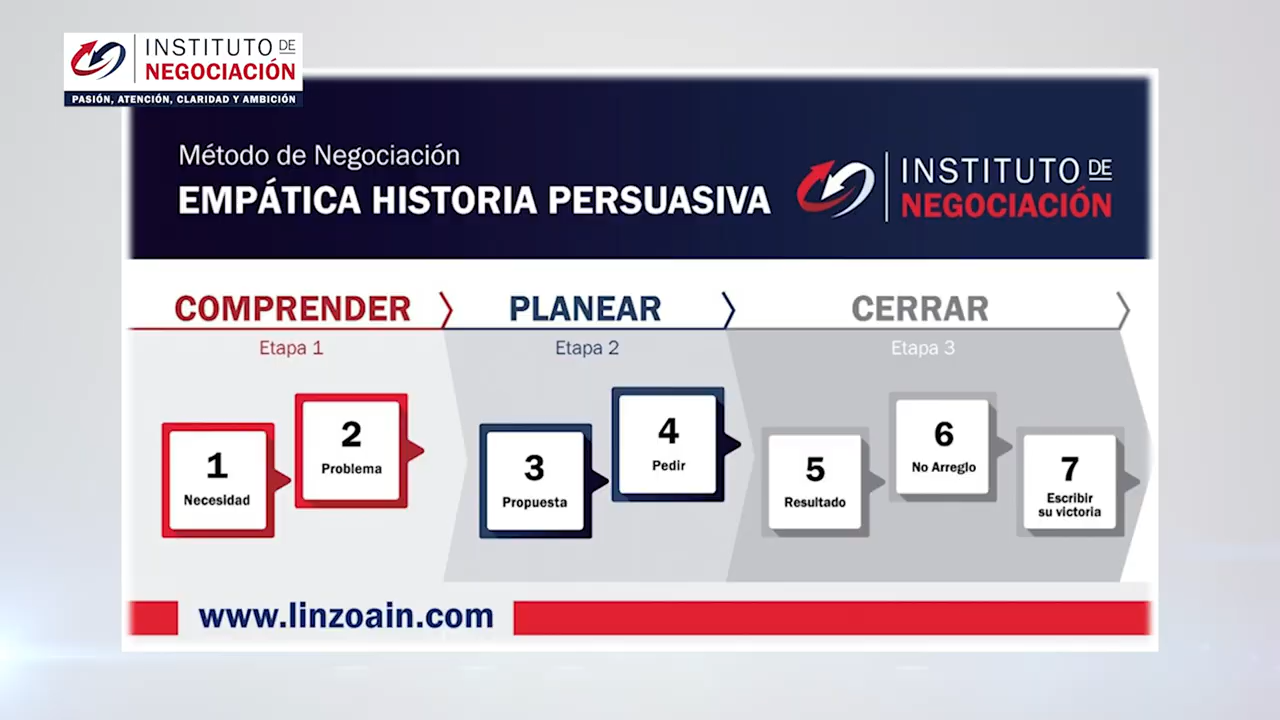 INSTITUTO DE
NEGOCIACIÓN
PASIÓN, ATENCIÓN, CLARIDAD Y AMBICIÓN
Método de Negociación
EMPÁTICA HISTORIA PERSUASIVA
INSTITUTO DE
NEGOCIACIÓN
COMPRENDER
PLANEAR
CERRAR
Etapa 1
Etapa 2
Etapa 3
1
Necesidad
2
Problema
3
Propuesta
4
Pedir
5
Resultado
6
No Arreglo
7
Escribir
su victoria
www.linzoain.com